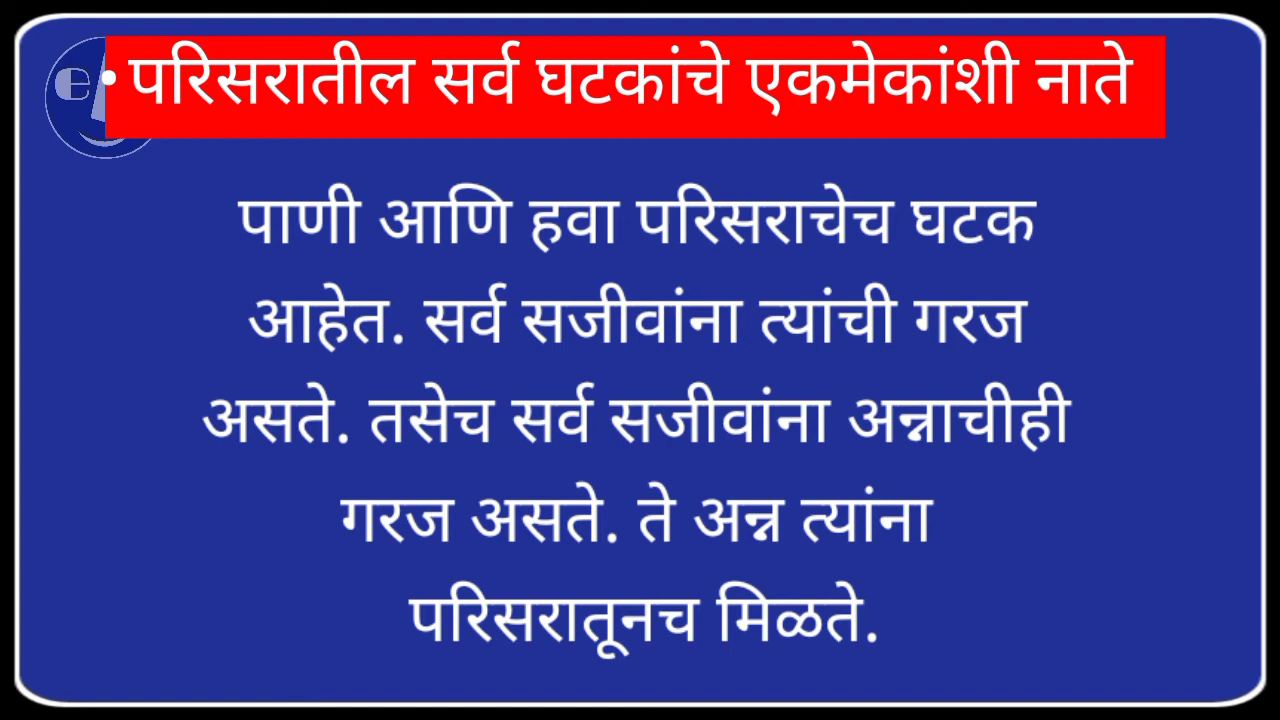 • परिसरातील सर्व घटकांचे एकमेकांशी नाते
पाणी आणि हवा परिसराचेच घटक
आहेत. सर्व सजीवांना त्यांची गरज
असते. तसेच सर्व सजीवांना अन्नाचीही
गरज असते. ते अन्न त्यांना
परिसरातूनच मिळते.